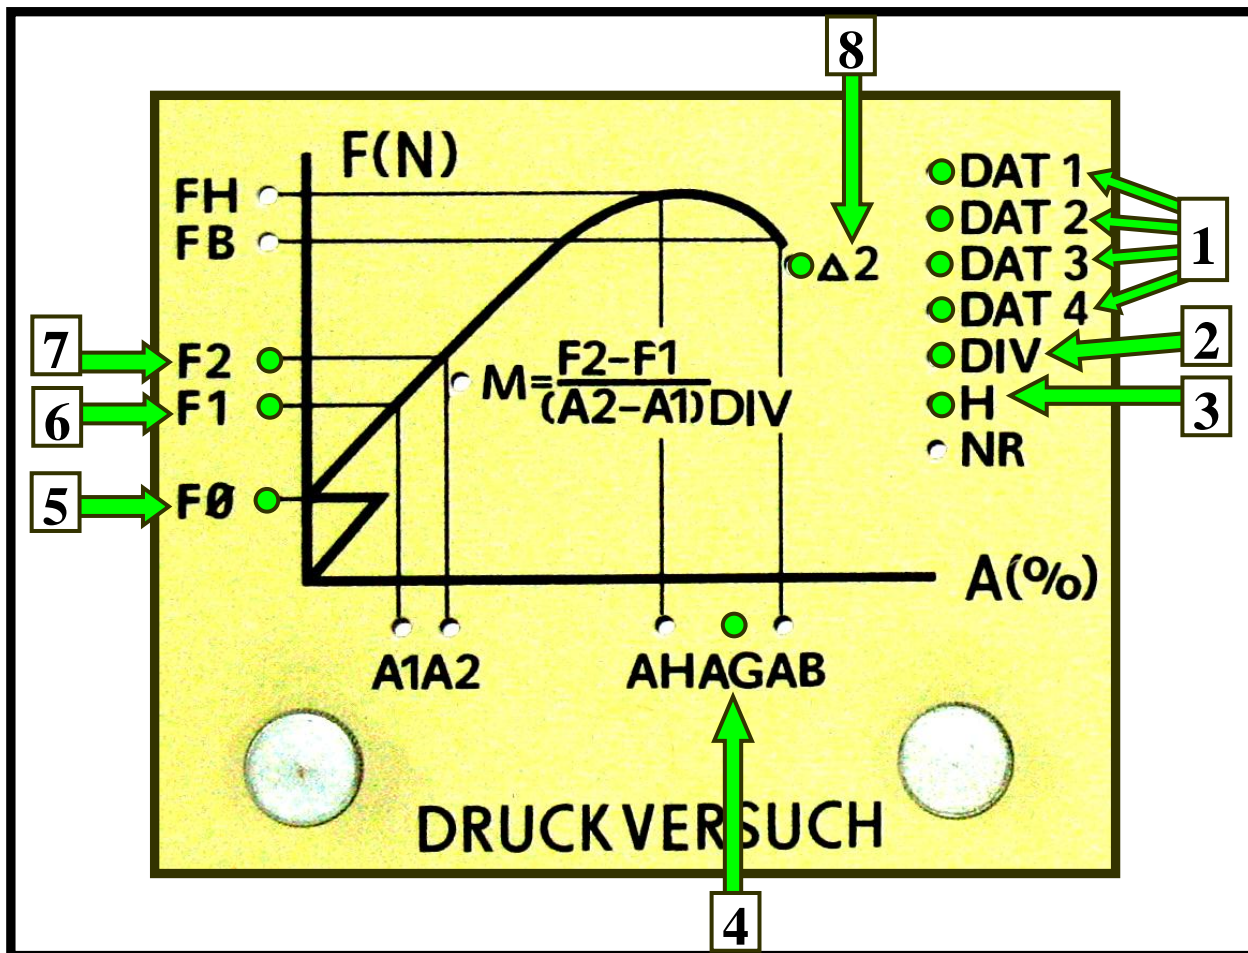 8
F(N)
FH
FB
Δ2
DAT 1
DAT 2
DAT 3
DAT 4
DIV
H
NR
1
2
3
7
F2
6
F1
5
FØ
M=F2-F1
(A2-A1)DIV
A(%)
A1A2
AHAGAB
DRUCKVERSUCH
4